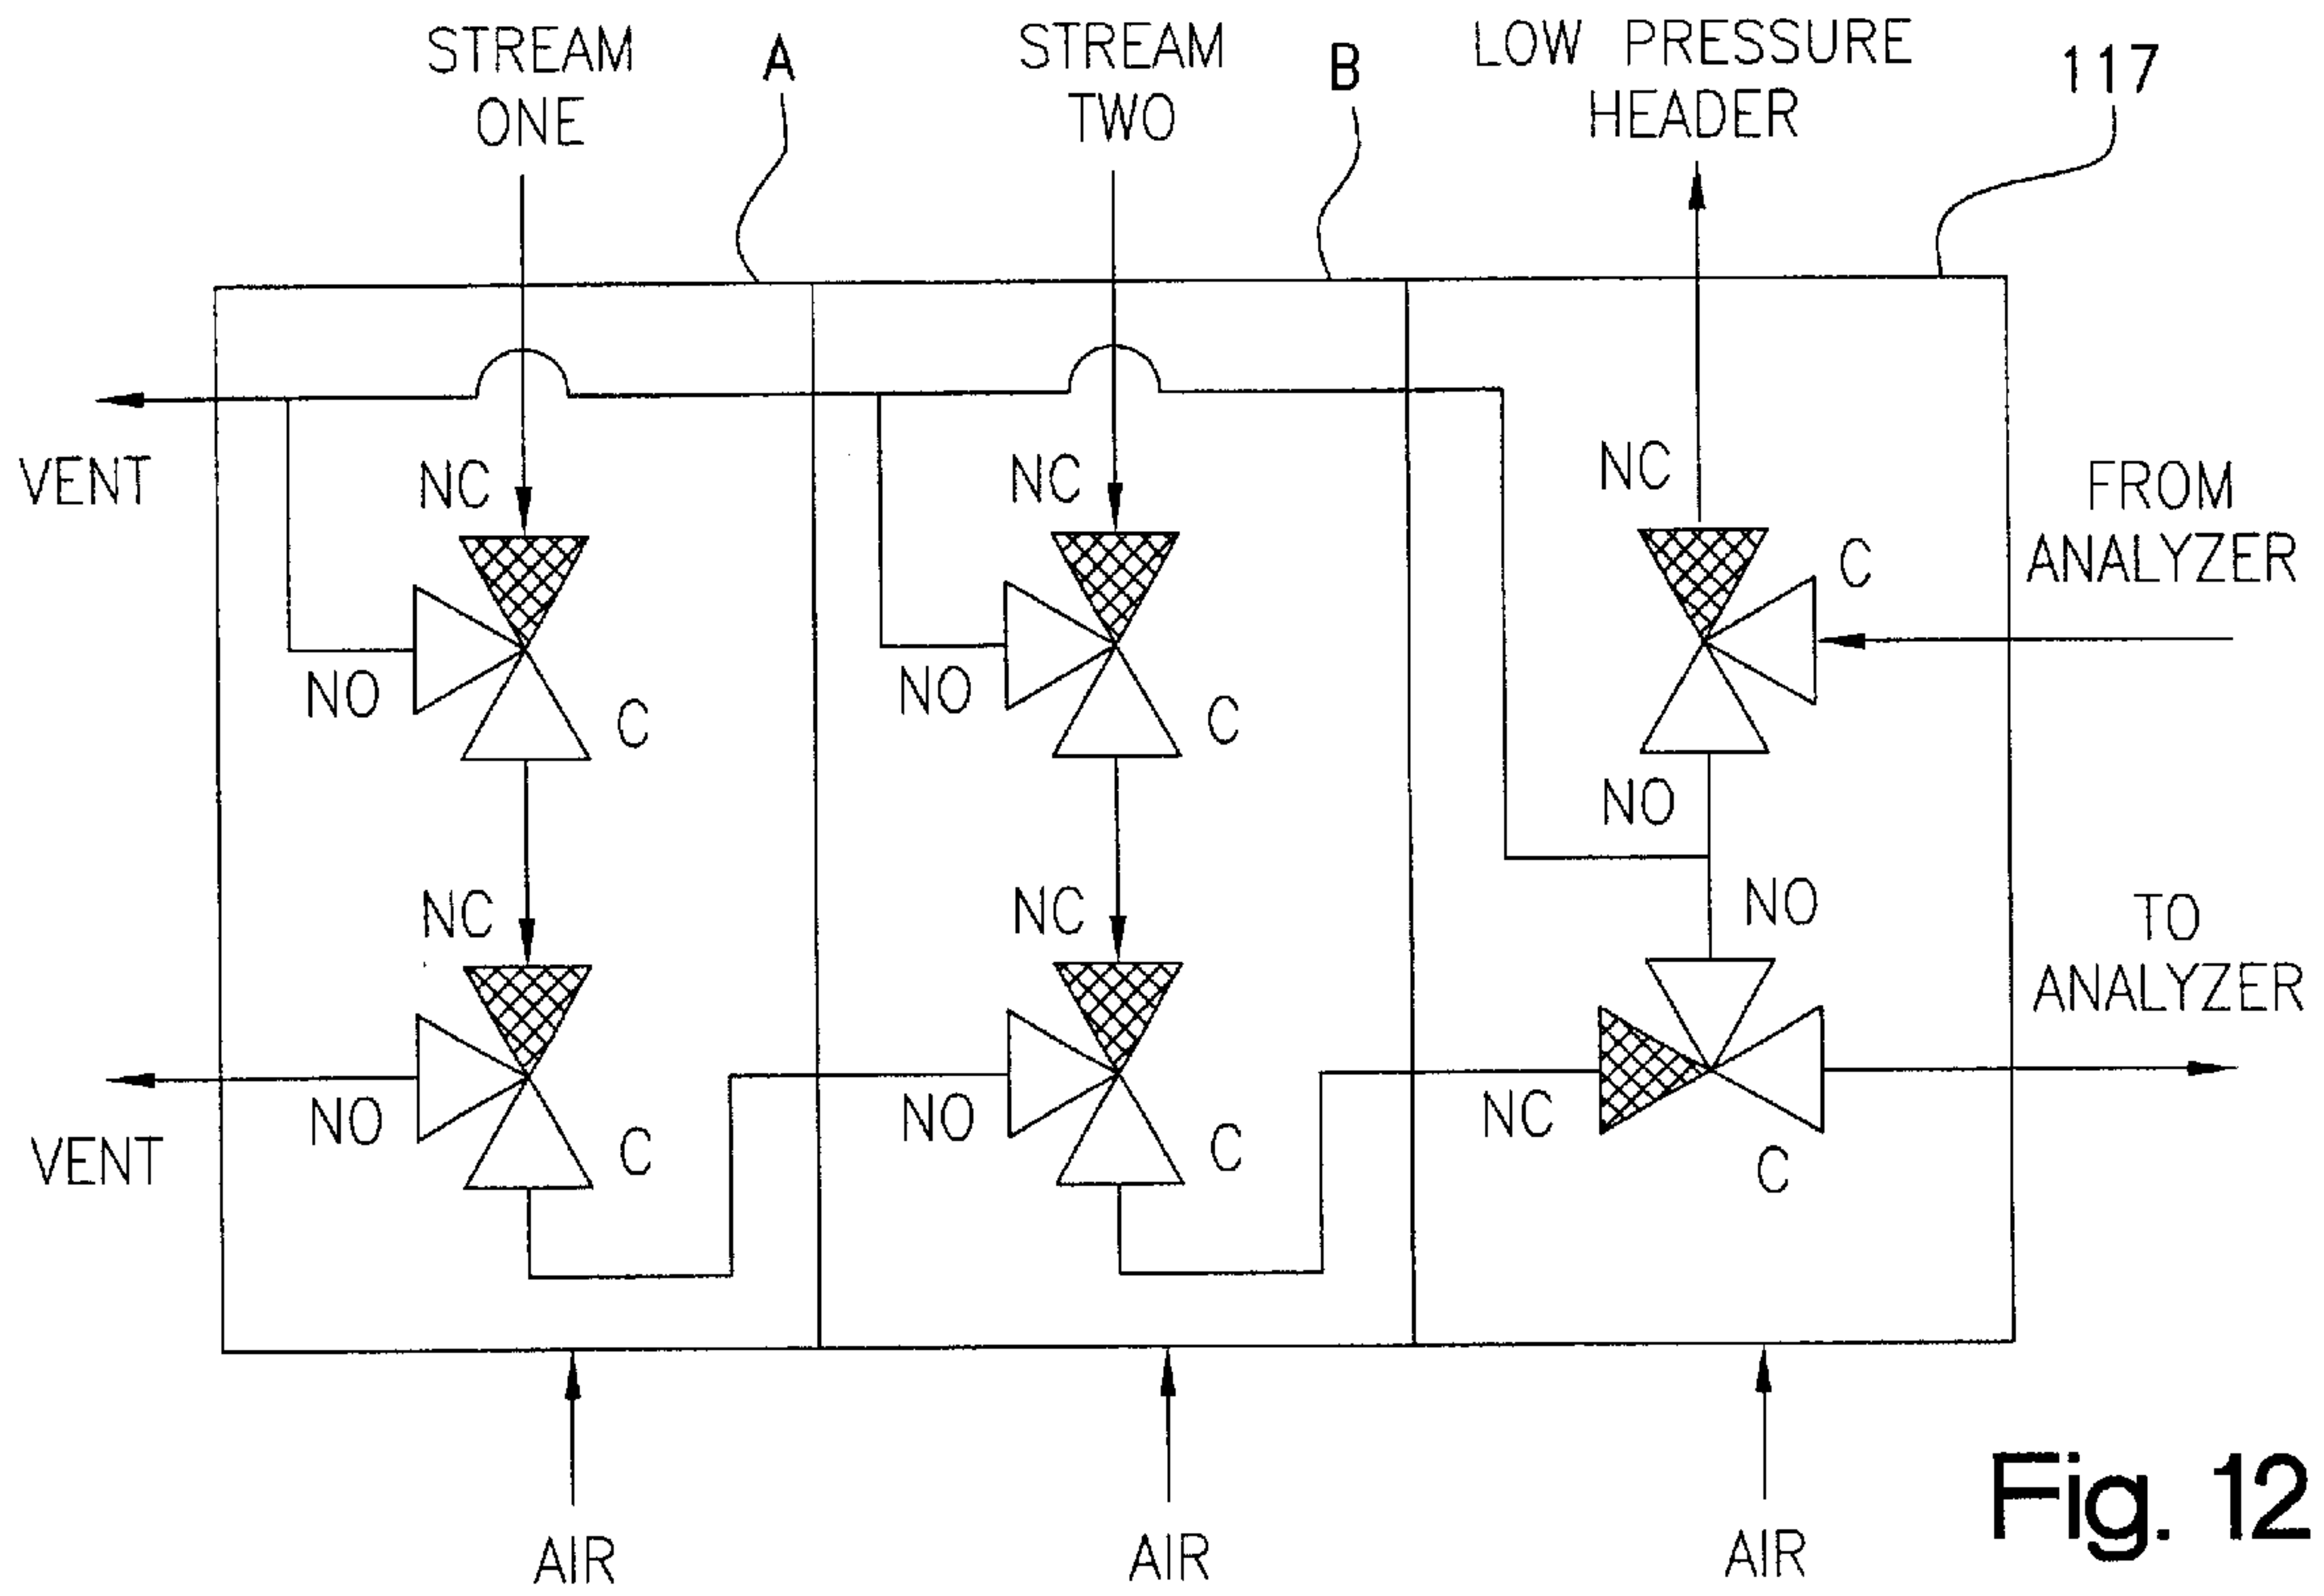 STREAM
ONE
A
STREAM
TWO
B
LOW PRESSURE
HEADER
117
VENT
NC
NC
NC
FROM
ANALYZER
C
NO
C
NO
C
NO
NC
NC
NO
TO
ANALYZER
VENT
NO
C
NO
C
NC
C
AIR
AIR
AIR
Fig. 12